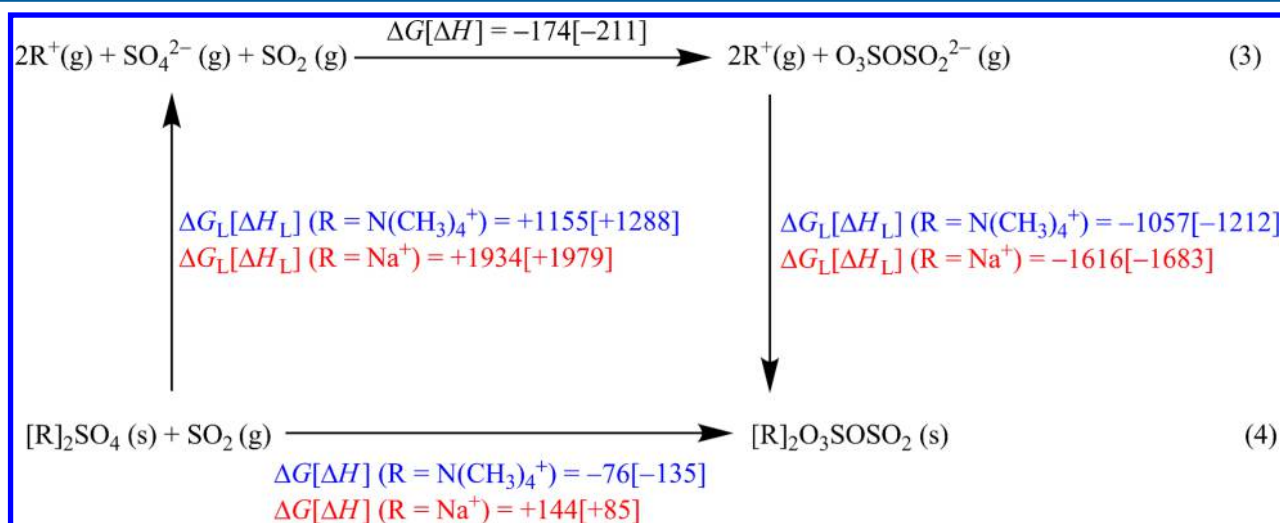 ΔG[ΔH] = –174[–211]
2R⁺(g) + SO₄²⁻ (g) + SO₂ (g) 2R⁺(g) + O₃SOSO₂²⁻ (g) (3)
ΔG_L[ΔH_L] (R = N(CH₃)₄⁺) = +1155[+1288]
ΔG_L[ΔH_L] (R = Na⁺) = +1934[+1979]
ΔG_L[ΔH_L] (R = N(CH₃)₄⁺) = –1057[–1212]
ΔG_L[ΔH_L] (R = Na⁺) = –1616[–1683]
[R]₂SO₄ (s) + SO₂ (g) [R]₂O₃SOSO₂ (s) (4)
ΔG[ΔH] (R = N(CH₃)₄⁺) = –76[–135]
ΔG[ΔH] (R = Na⁺) = +144[+85]